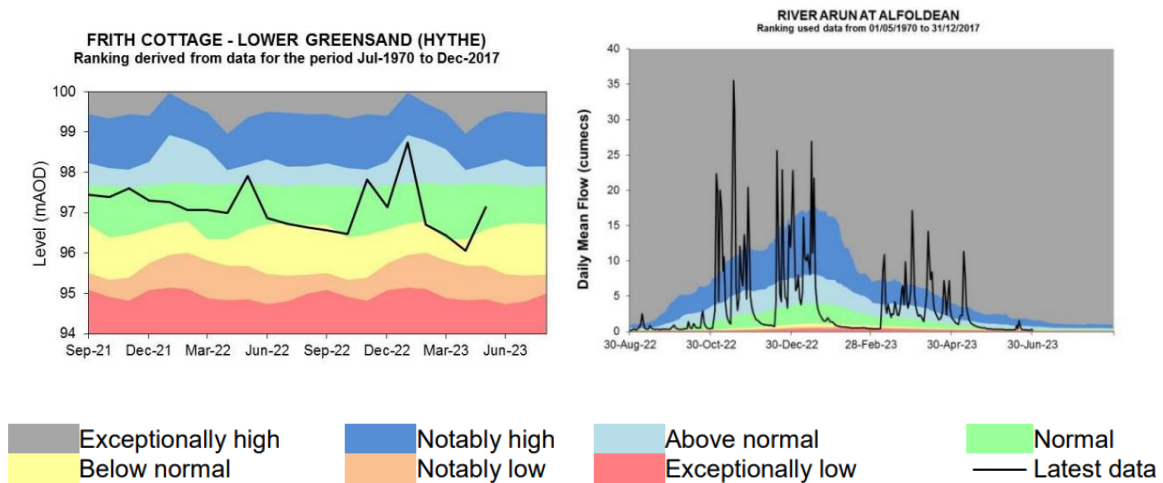 FRITH COTTAGE - LOWER GREENSAND (HYTHE)
Ranking derived from data for the period Jul-1970 to Dec-2017
Level (mAOD)
100
99
98
97
96
95
94
Sep-21 Dec-21 Mar-22 Jun-22 Sep-22 Dec-22 Mar-23 Jun-23
RIVER ARUN AT ALFOLDEAN
Ranking used data from 01/05/1970 to 31/12/2017
Daily Mean Flow (cumecs)
40
35
30
25
20
15
10
5
0
30-Aug-22 30-Oct-22 30-Dec-22 28-Feb-23 30-Apr-23 30-Jun-23
Exceptionally high Notably high Above normal Normal
Below normal Notably low Exceptionally low Latest data